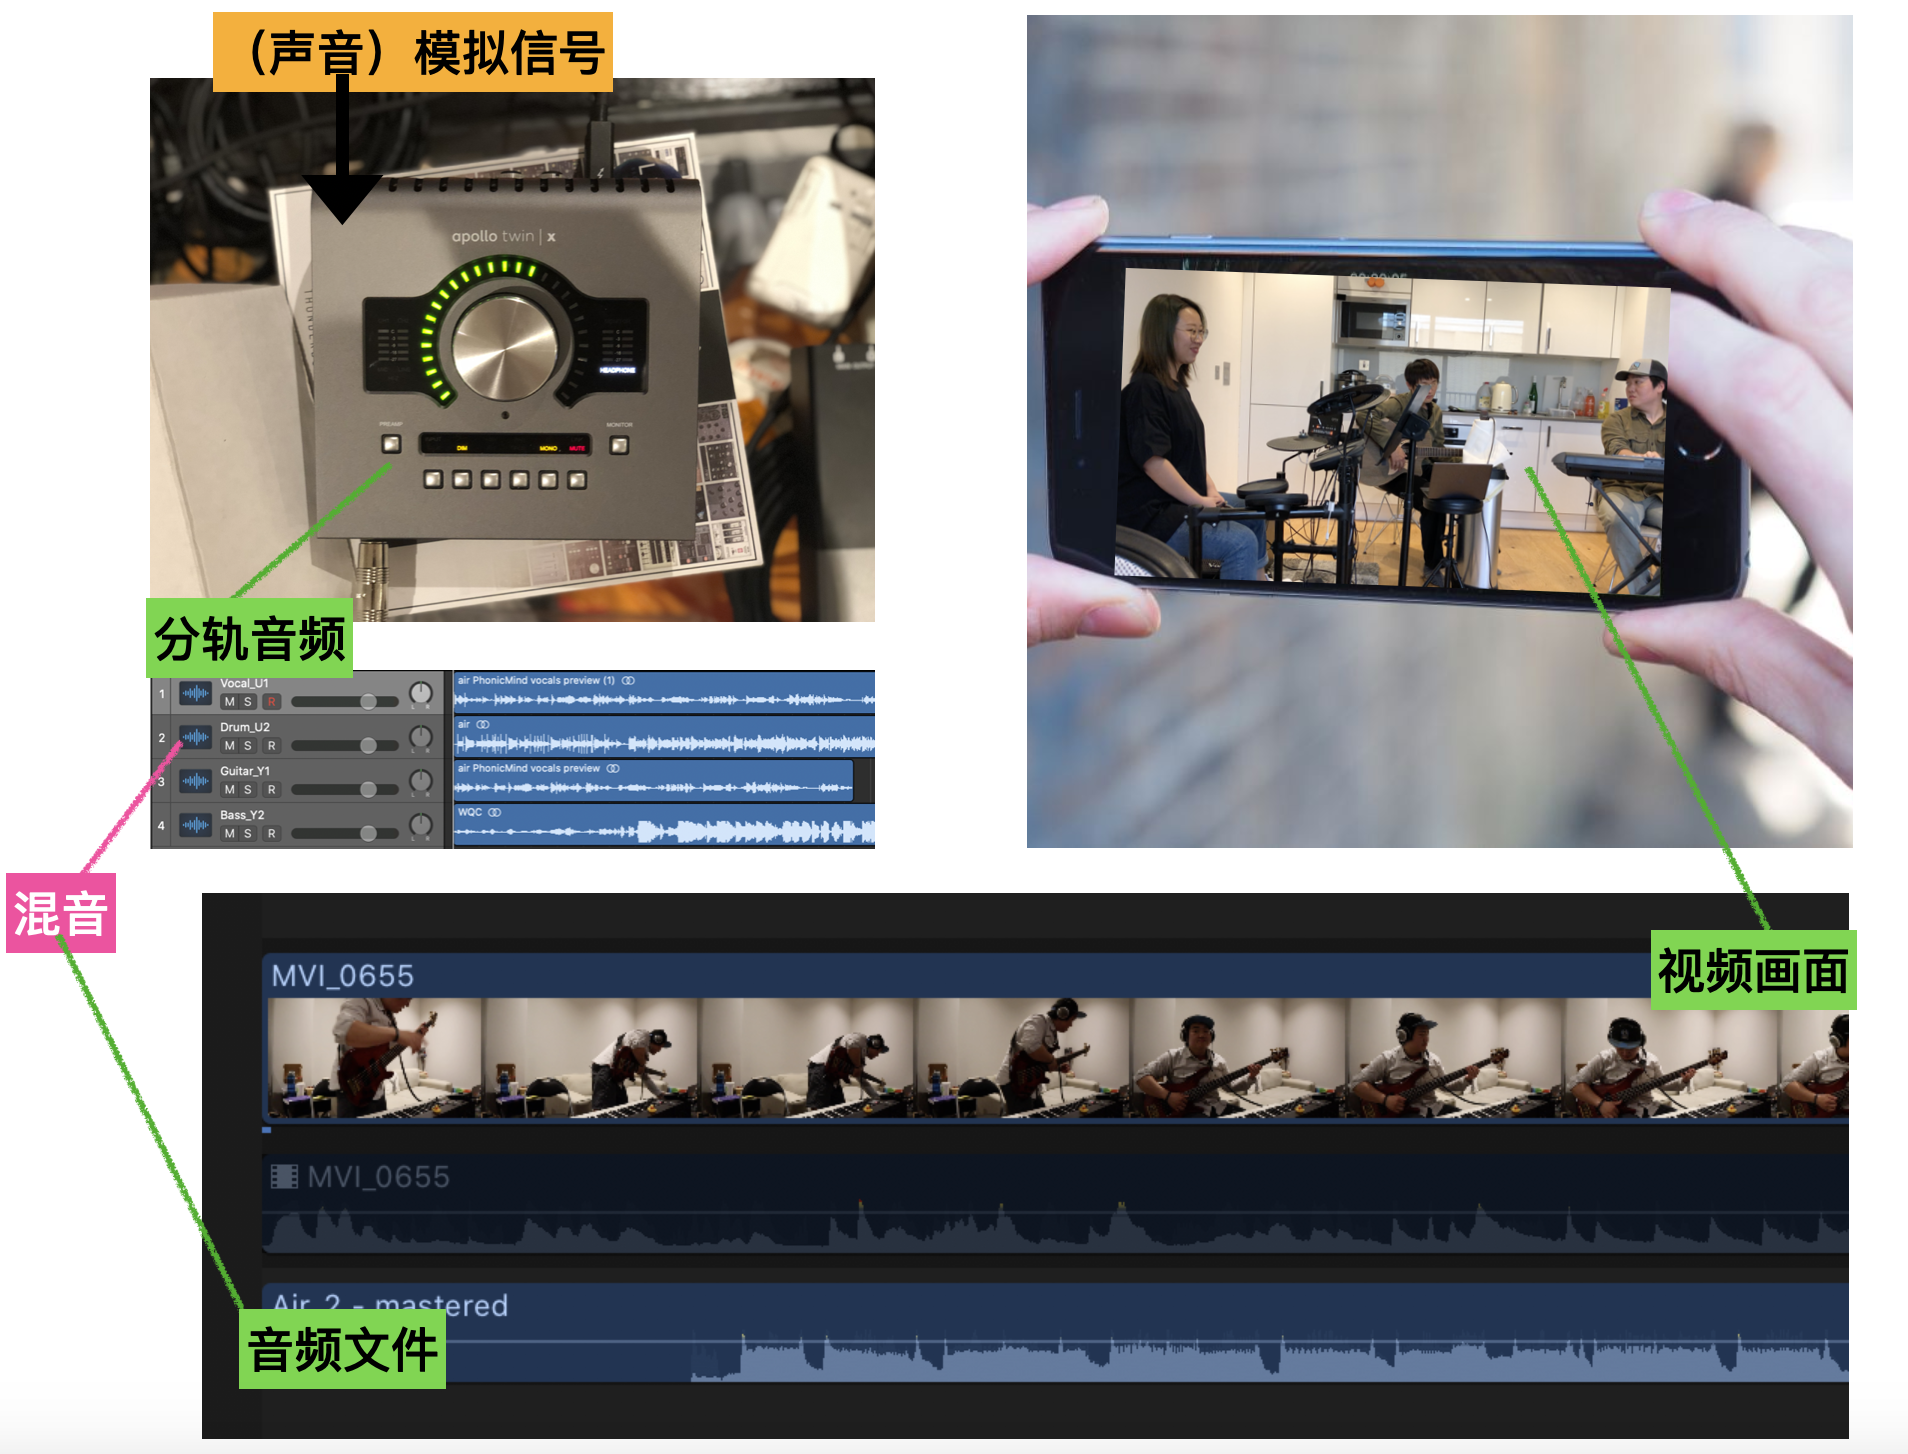 （声音）模拟信号
apollo twin | x
HEADPHONE
PREAMP
MONITOR
DIM
MONO
MUTE
分轨音频
1
Vocal_U1
M S R
L R
air PhonicMind vocals preview (1)
2
Drum_U2
M S R
L R
air
3
Guitar_Y1
M S R
L R
air PhonicMind vocals preview
4
Bass_Y2
M S R
L R
WQC
混音
视频画面
MVI_0655
MVI_0655
Air_2 - mastered
音频文件